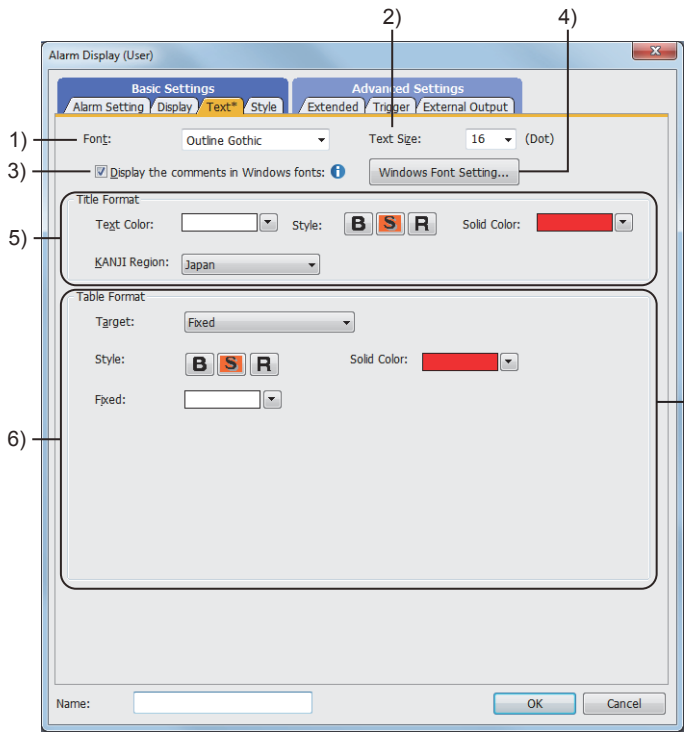 2) 4)
Alarm Display (User)
Basic Settings Advanced Settings
Alarm Setting Display Text* Style Extended Trigger External Output
1) Font: Outline Gothic Text Size: 16 (Dot)
3) Display the comments in Windows fonts: i Windows Font Setting...
Title Format
5) Text Color: Style: B S R Solid Color:
KANJI Region: Japan
Table Format
Target: Fixed
Style: B S R Solid Color:
Fixed:
6)
Name: OK Cancel